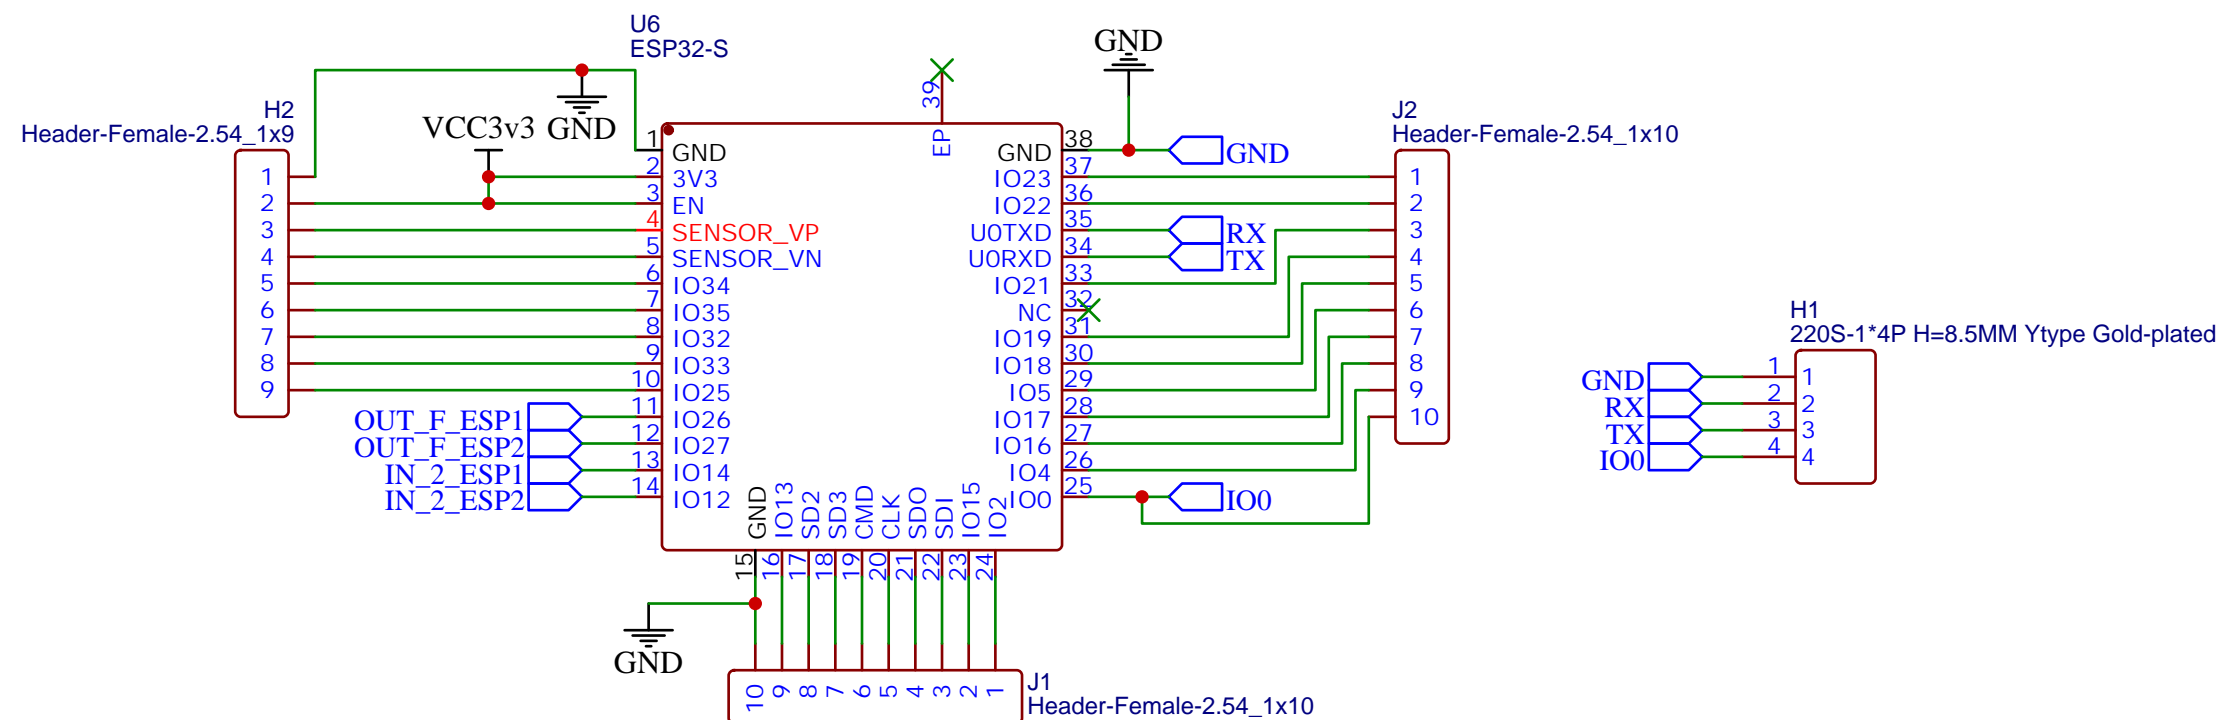 U6
ESP32-S
H2
Header-Female-2.54_1x9
1
2
3
4
5
6
7
8
9
VCC3v3
GND
1
2
3
4
5
6
7
8
9
10
11
12
13
14
GND
3V3
EN
SENSOR_VP
SENSOR_VN
IO34
IO35
IO32
IO33
IO25
IO26
IO27
IO14
IO12
OUT_F_ESP1
OUT_F_ESP2
IN_2_ESP1
IN_2_ESP2
39
EP
GND
GND
IO23
IO22
U0TXD
U0RXD
IO21
NC
IO19
IO18
IO5
IO17
IO16
IO4
IO0
38
37
36
35
34
33
32
31
30
29
28
27
26
25
GND
RX
TX
IO0
GND
IO13
SD2
SD3
CMD
CLK
SDO
SDI
IO15
IO2
15
16
17
18
19
20
21
22
23
24
GND
10
9
8
7
6
5
4
3
2
1
J1
Header-Female-2.54_1x10
J2
Header-Female-2.54_1x10
1
2
3
4
5
6
7
8
9
10
H1
220S-1*4P H=8.5MM Ytype Gold-plated
GND
RX
TX
IO0
1
2
3
4
1
2
3
4